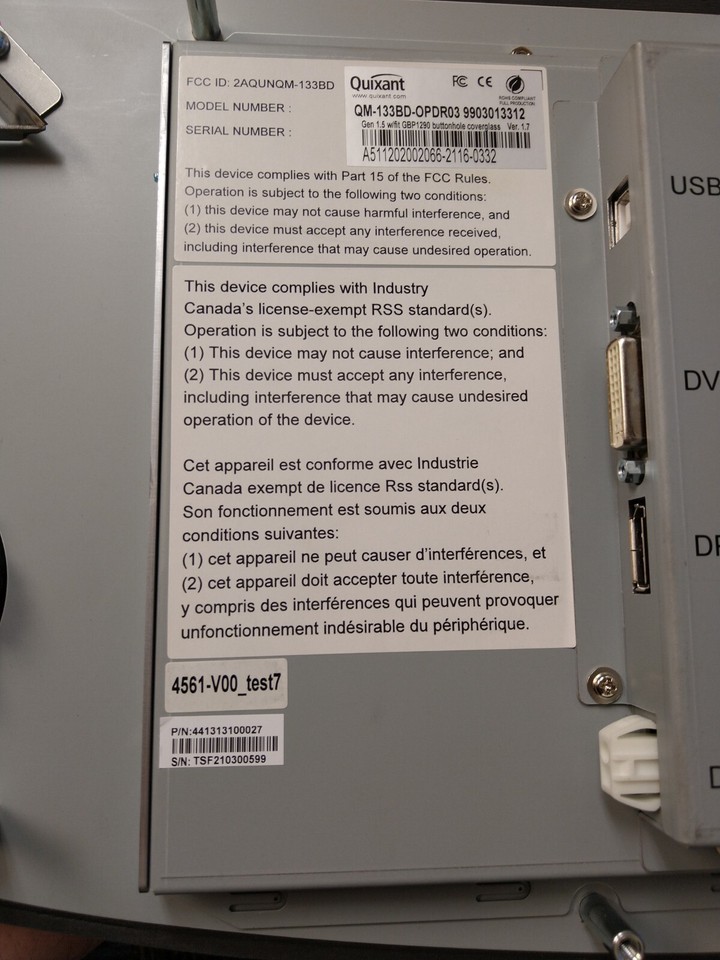 FCC ID: 2AQUNQM-133BD
Quixant
www.quixant.com
FC CE
ROHS COMPLIANT
FULL PRODUCTION
MODEL NUMBER :
QM-133BD-OPDR03 9903013312
Gen 1.5 w/fit GBP1290 buttonhole coverglass Ver. 1.7
SERIAL NUMBER :
A511202002066-2116-0332
This device complies with Part 15 of the FCC Rules.
Operation is subject to the following two conditions:
(1) this device may not cause harmful interference, and
(2) this device must accept any interference received,
including interference that may cause undesired operation.
This device complies with Industry
Canada's license-exempt RSS standard(s).
Operation is subject to the following two conditions:
(1) This device may not cause interference; and
(2) This device must accept any interference,
including interference that may cause undesired
operation of the device.
Cet appareil est conforme avec Industrie
Canada exempt de licence Rss standard(s).
Son fonctionnement est soumis aux deux
conditions suivantes:
(1) cet appareil ne peut causer d'interférences, et
(2) cet appareil doit accepter toute interférence,
y compris des interférences qui peuvent provoquer
unfonctionnement indésirable du périphérique.
4561-V00_test7
P/N:441313100027
S/N: TSF210300599
USB
DV
DP